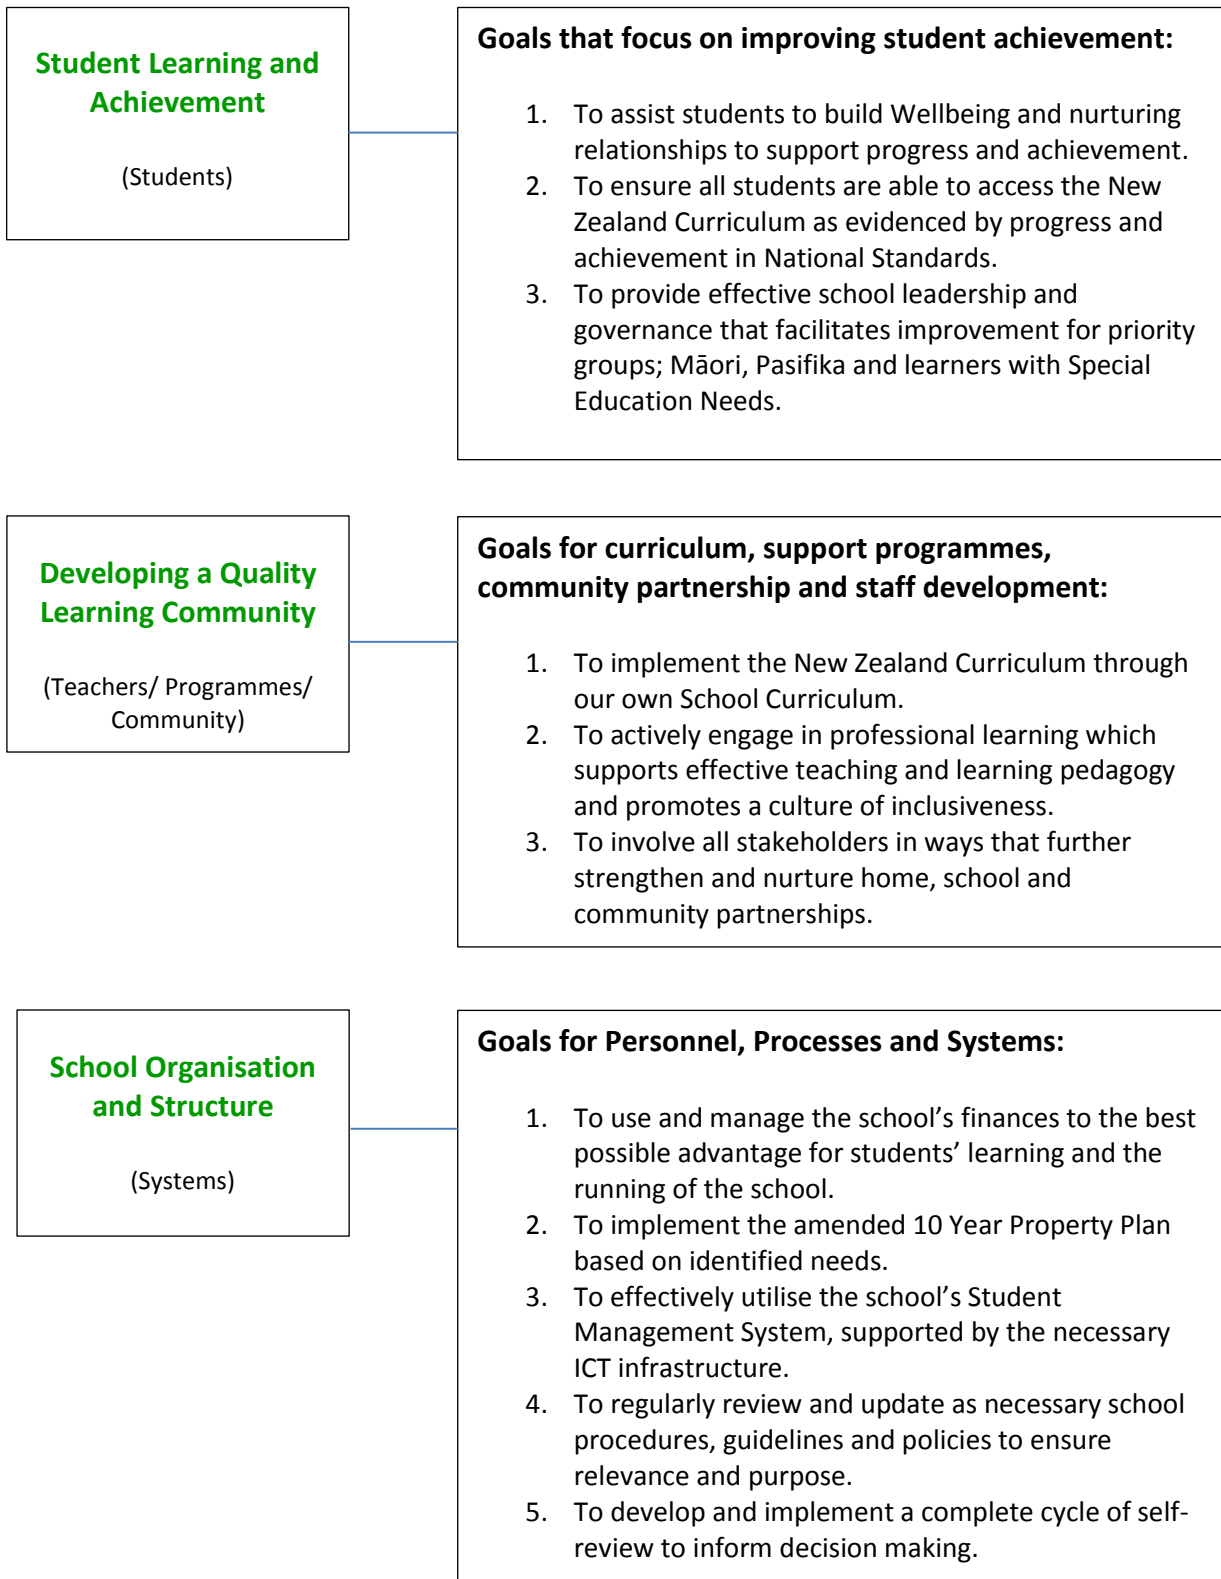 Student Learning and
Achievement
(Students)
Goals that focus on improving student achievement:
1. To assist students to build Wellbeing and nurturing
relationships to support progress and achievement.
2. To ensure all students are able to access the New
Zealand Curriculum as evidenced by progress and
achievement in National Standards.
3. To provide effective school leadership and
governance that facilitates improvement for priority
groups; Māori, Pasifika and learners with Special
Education Needs.
Developing a Quality
Learning Community
(Teachers/ Programmes/
Community)
Goals for curriculum, support programmes,
community partnership and staff development:
1. To implement the New Zealand Curriculum through
our own School Curriculum.
2. To actively engage in professional learning which
supports effective teaching and learning pedagogy
and promotes a culture of inclusiveness.
3. To involve all stakeholders in ways that further
strengthen and nurture home, school and
community partnerships.
School Organisation
and Structure
(Systems)
Goals for Personnel, Processes and Systems:
1. To use and manage the school’s finances to the best
possible advantage for students’ learning and the
running of the school.
2. To implement the amended 10 Year Property Plan
based on identified needs.
3. To effectively utilise the school’s Student
Management System, supported by the necessary
ICT infrastructure.
4. To regularly review and update as necessary school
procedures, guidelines and policies to ensure
relevance and purpose.
5. To develop and implement a complete cycle of self-
review to inform decision making.